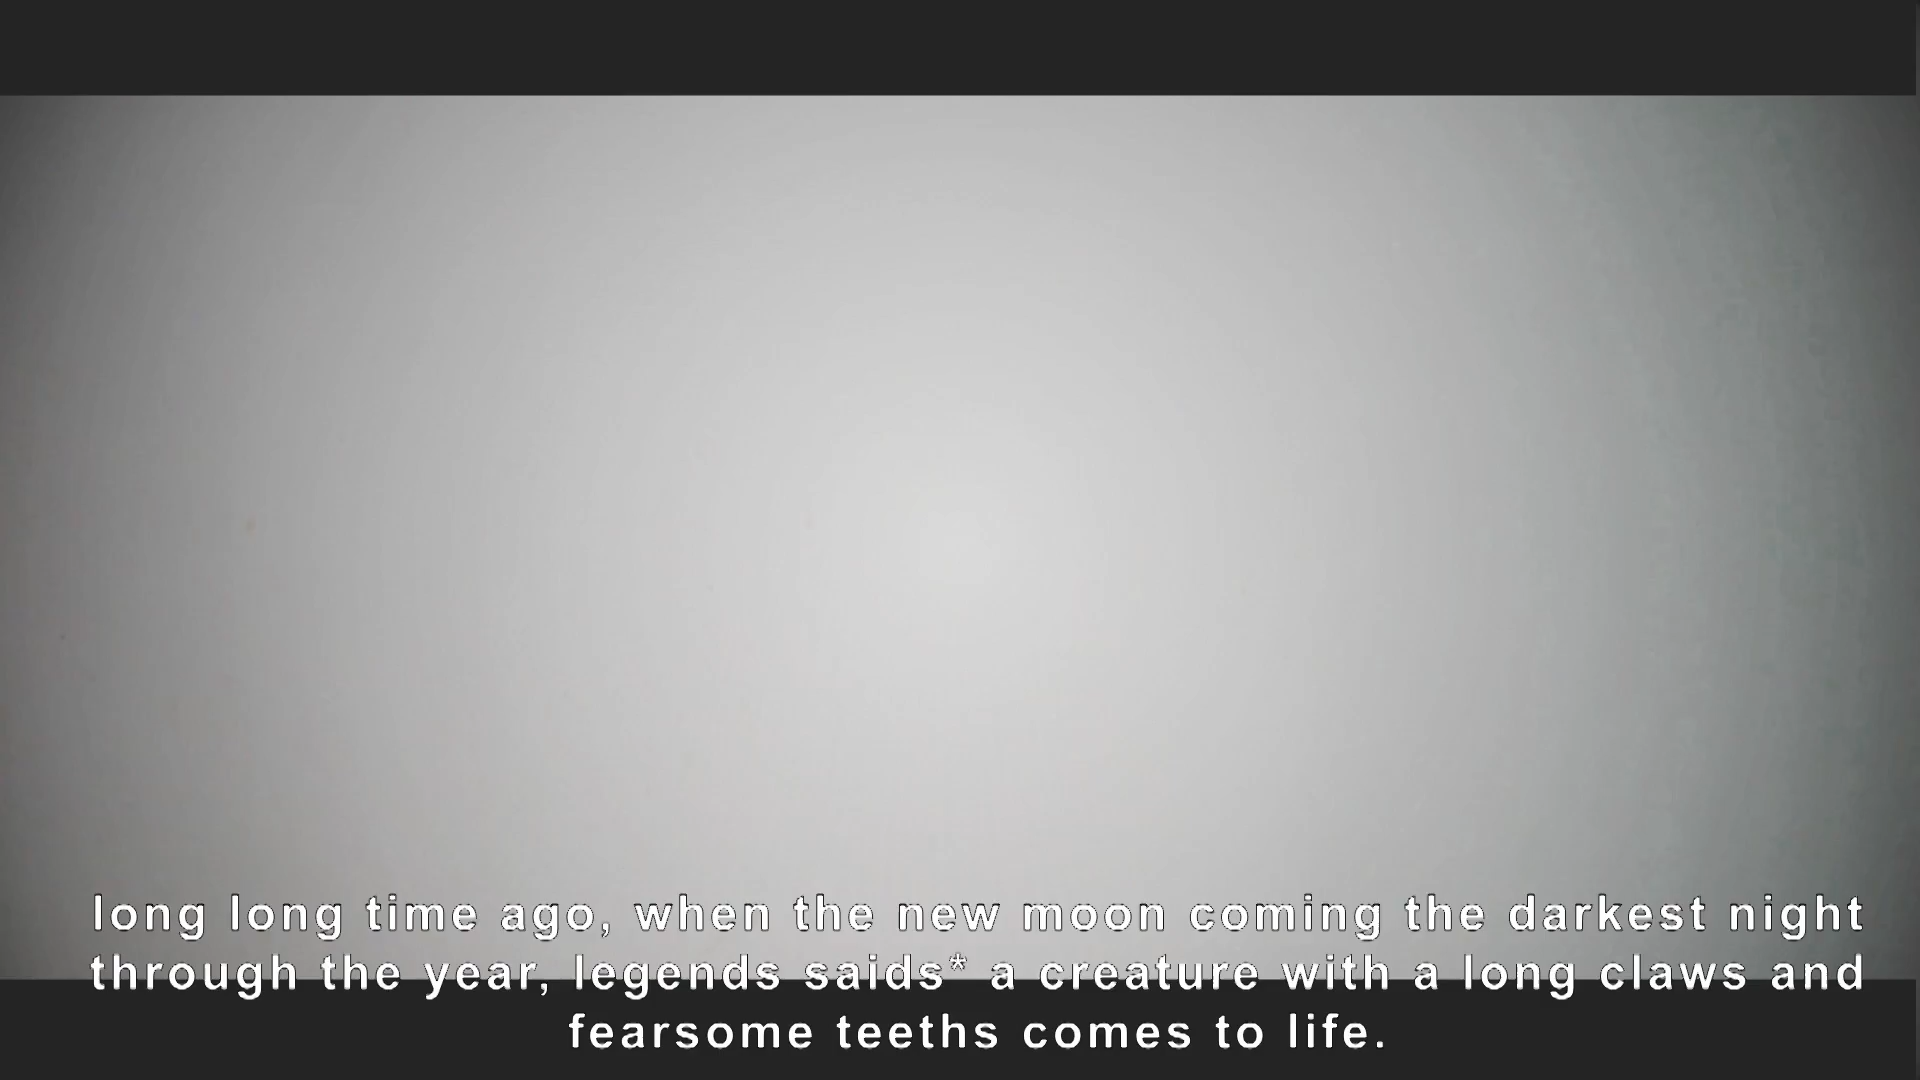 long long time ago, when the new moon coming the darkest night
through the year, legends saids* a creature with a long claws and
fearsome teeths comes to life.